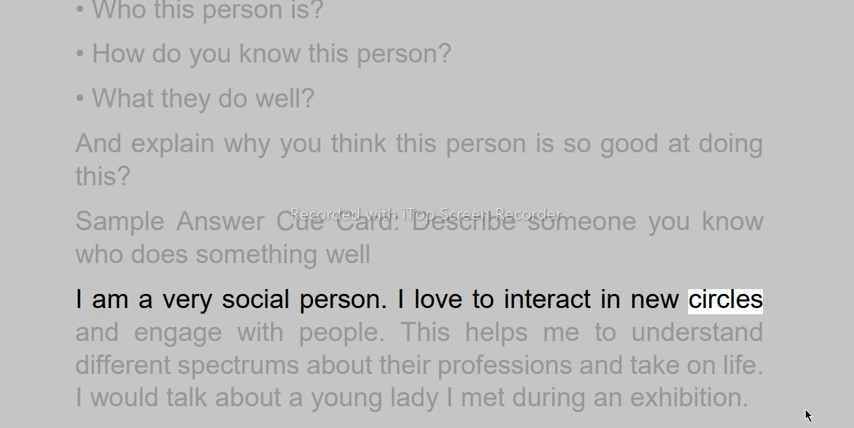 • Who this person is?
• How do you know this person?
• What they do well?
And explain why you think this person is so good at doing
this?
Recorded with iTop Screen Recorder
Sample Answer Cue Card: Describe someone you know
who does something well
I am a very social person. I love to interact in new circles
and engage with people. This helps me to understand
different spectrums about their professions and take on life.
I would talk about a young lady I met during an exhibition.